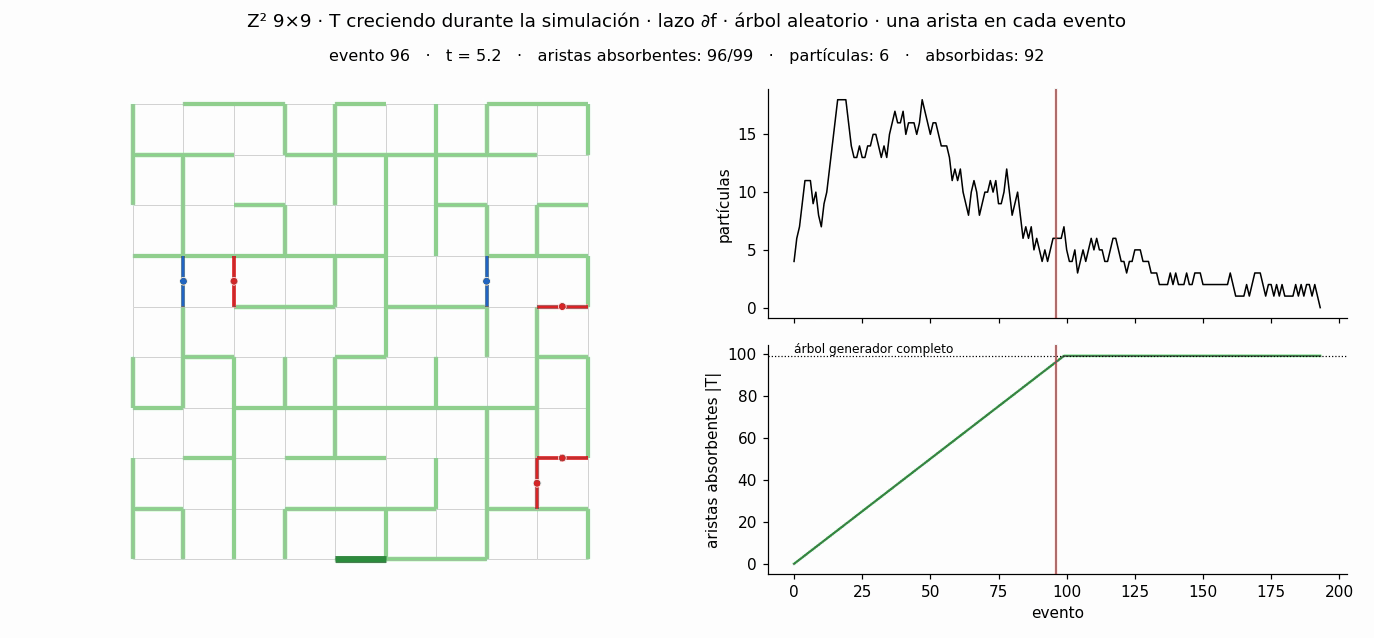 Z² 9×9 · T creciendo durante la simulación · lazo ∂f · árbol aleatorio · una arista en cada evento
evento 96 · t = 5.2 · aristas absorbentes: 96/99 · partículas: 6 · absorbidas: 92
partículas
15
10
5
0
árbol generador completo
aristas absorbentes |T|
100
80
60
40
20
0
0 25 50 75 100 125 150 175 200
evento